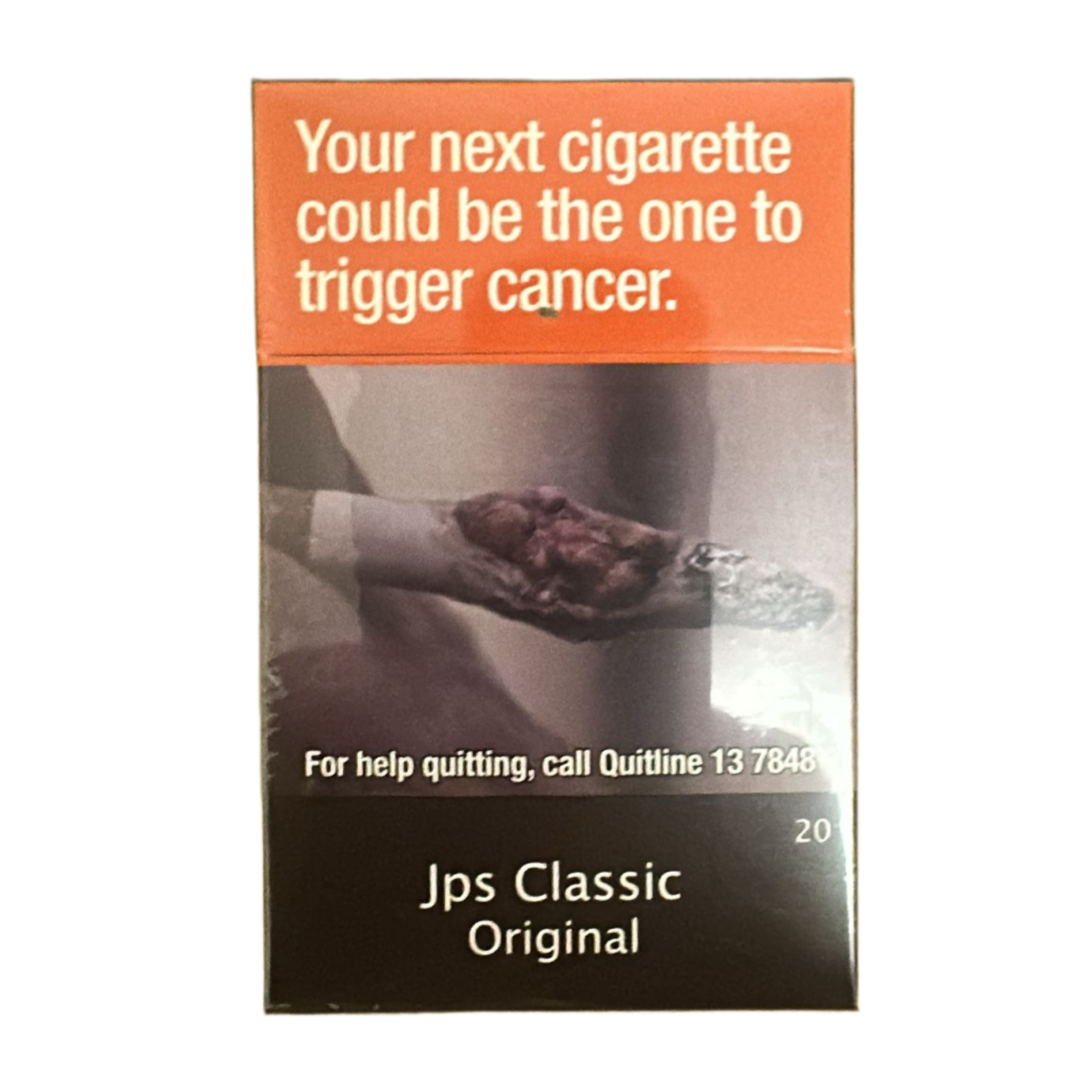 Your next cigarette
could be the one to
trigger cancer.
For help quitting, call Quitline 13 7848
20
Jps Classic
Original